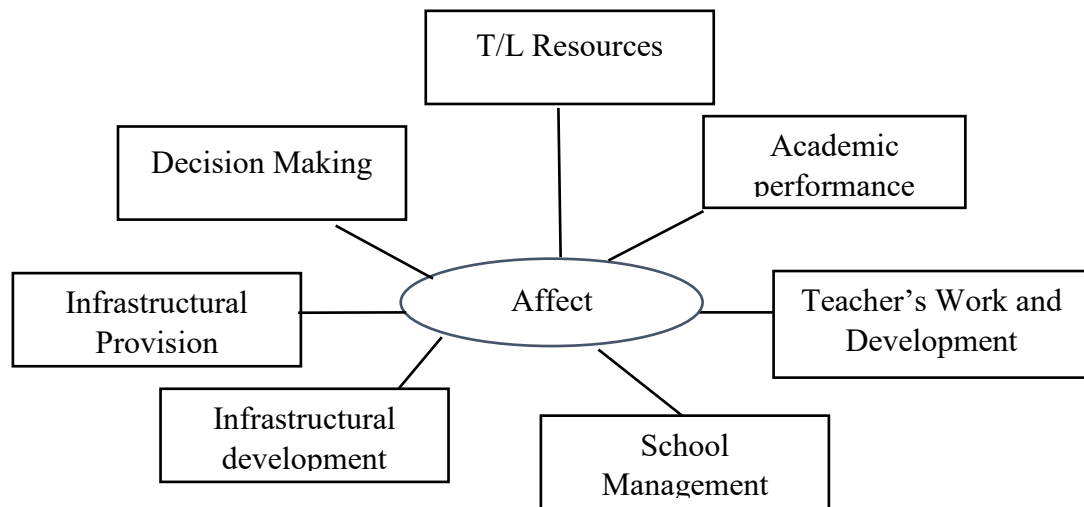 T/L Resources
Decision Making
Academic
performance
Infrastructural
Provision
Affect
Teacher’s Work and
Development
Infrastructural
development
School
Management